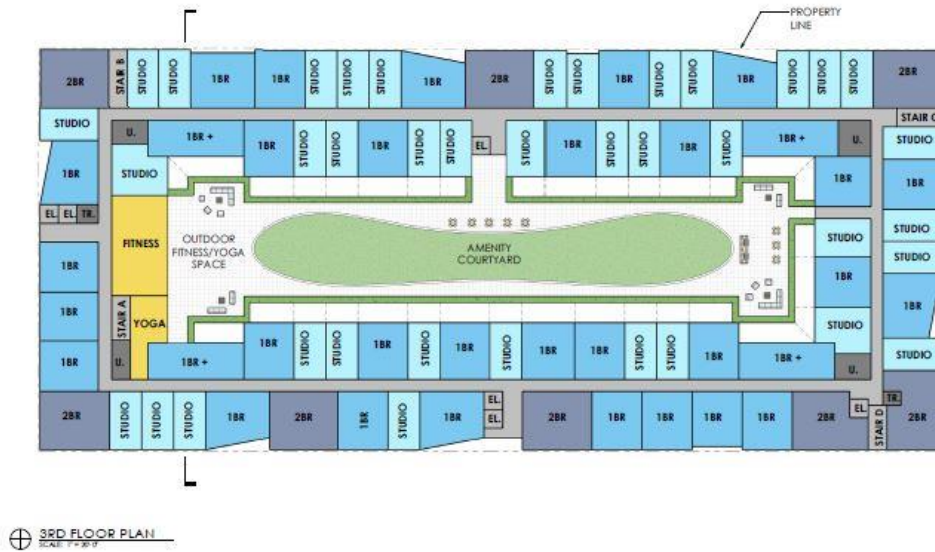 PROPERTY
LINE
2BR
STAIR B
STUDIO
STUDIO
1BR
1BR
STUDIO
STUDIO
STUDIO
1BR
2BR
STUDIO
STUDIO
1BR
STUDIO
STUDIO
1BR
STUDIO
STUDIO
STUDIO
2BR
STAIR C
STUDIO
U.
1BR +
1BR
STUDIO
STUDIO
1BR
STUDIO
STUDIO
EL.
STUDIO
1BR
STUDIO
STUDIO
1BR
STUDIO
1BR +
U.
STUDIO
1BR
STUDIO
1BR
1BR
EL.
EL.
TR.
FITNESS
OUTDOOR
FITNESS/YOGA
SPACE
AMENITY
COURTYARD
STUDIO
STUDIO
STUDIO
1BR
1BR
1BR
1BR
STAIR A
YOGA
STUDIO
1BR
U.
1BR +
1BR
STUDIO
STUDIO
1BR
STUDIO
1BR
STUDIO
1BR
1BR
STUDIO
STUDIO
1BR
1BR +
U.
STUDIO
2BR
STUDIO
STUDIO
STUDIO
1BR
2BR
1BR
STUDIO
1BR
EL.
EL.
2BR
1BR
1BR
1BR
1BR
2BR
EL.
STAIR D
TR.
2BR
3RD FLOOR PLAN